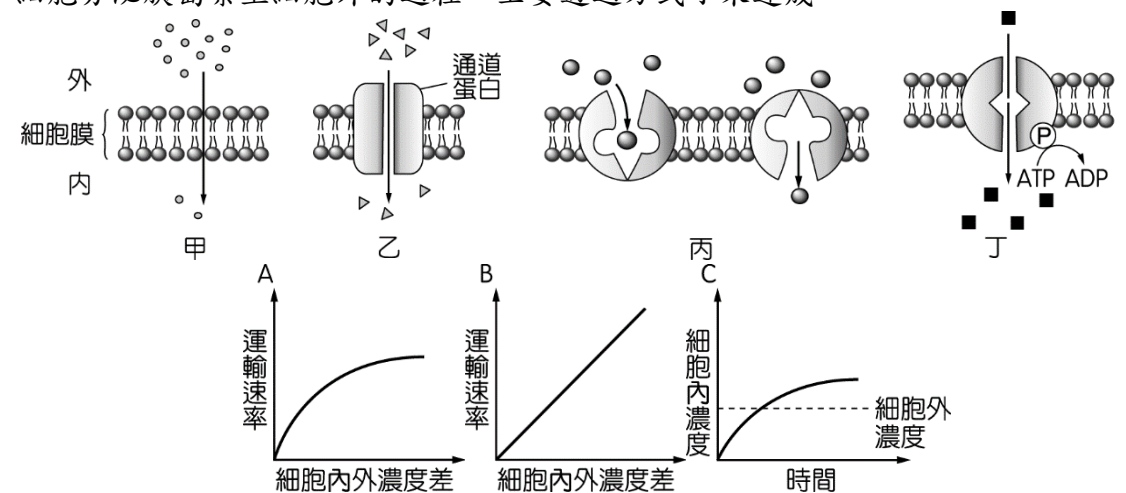 外
細胞膜
內
通道
蛋白
P
ATP ADP
甲
乙
丙
丁
A
運輸速率
細胞內外濃度差
B
運輸速率
細胞內外濃度差
C
細胞內濃度
細胞外
濃度
時間